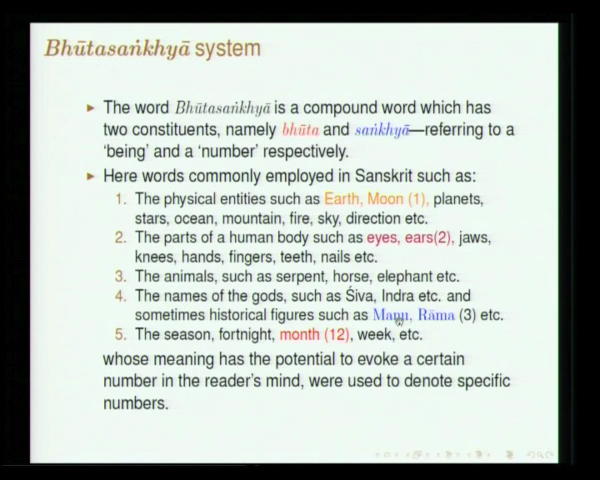 Bhūtasaṅkhyā system
► The word Bhūtasaṅkhyā is a compound word which has
two constituents, namely bhūta and saṅkhyā—referring to a
'being' and a 'number' respectively.
► Here words commonly employed in Sanskrit such as:
1. The physical entities such as Earth, Moon (1), planets,
stars, ocean, mountain, fire, sky, direction etc.
2. The parts of a human body such as eyes, ears(2), jaws,
knees, hands, fingers, teeth, nails etc.
3. The animals, such as serpent, horse, elephant etc.
4. The names of the gods, such as Śiva, Indra etc. and
sometimes historical figures such as Manu, Rāma (3) etc.
5. The season, fortnight, month (12), week, etc.
whose meaning has the potential to evoke a certain
number in the reader's mind, were used to denote specific
numbers.